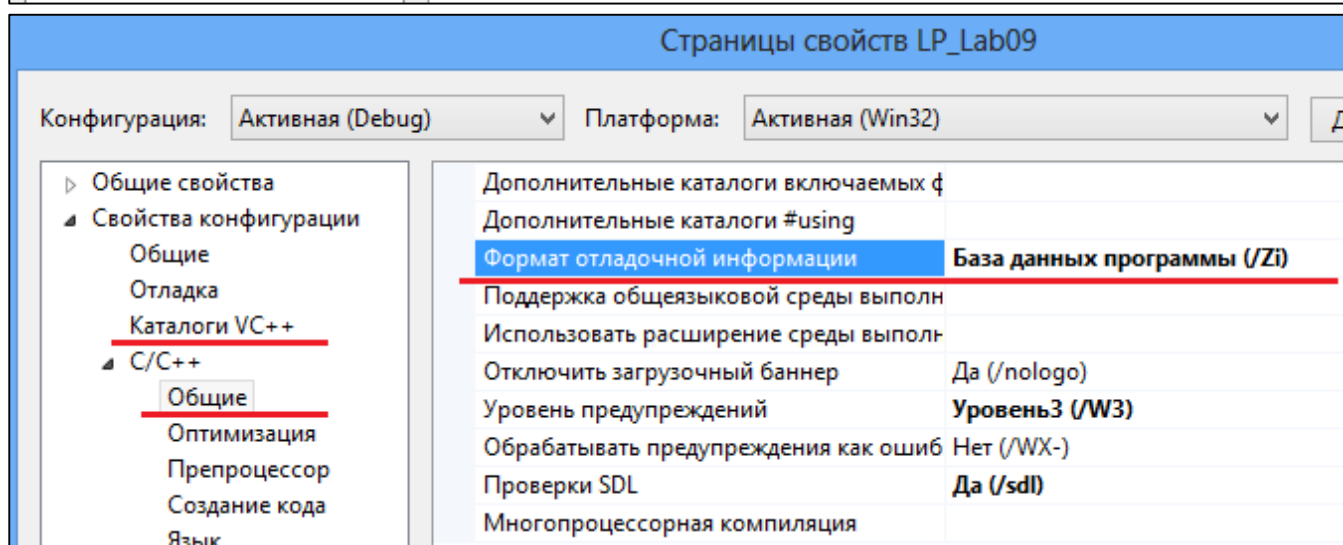 Страницы свойств LP_Lab09
Конфигурация: Активная (Debug) Платформа: Активная (Win32)
Общие свойства
Свойства конфигурации
Общие
Отладка
Каталоги VC++
C/C++
Общие
Оптимизация
Препроцессор
Создание кода
Язык
Дополнительные каталоги включаемых
Дополнительные каталоги #using
Формат отладочной информации База данных программы (/Zi)
Поддержка общеязыковой среды выполн
Использовать расширение среды выполн
Отключить загрузочный баннер Да (/nologo)
Уровень предупреждений Уровень3 (/W3)
Обрабатывать предупреждения как ошиб Нет (/WX-)
Проверки SDL Да (/sdl)
Многопроцессорная компиляция